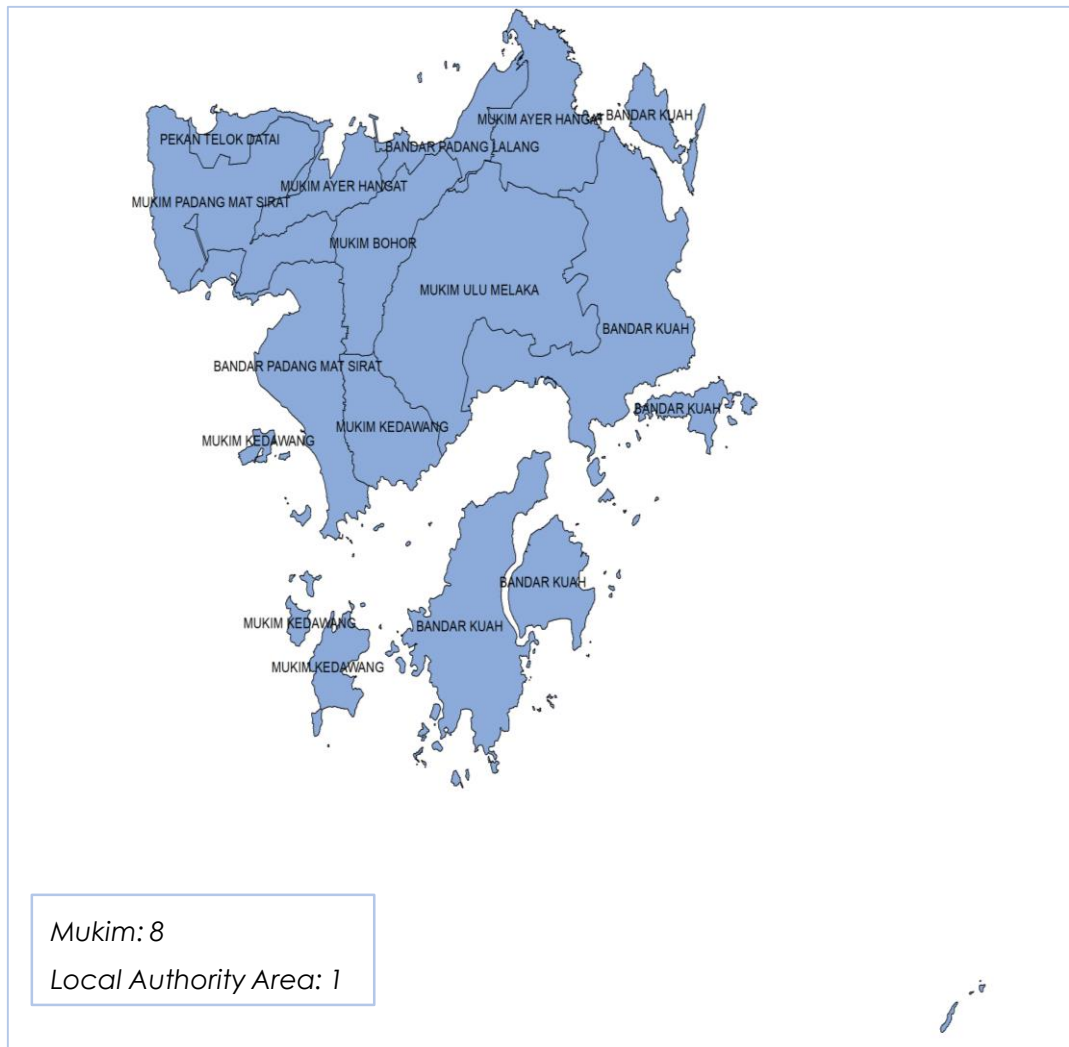 BANDAR KUAH
MUKIM AYER HANGAT
PEKAN TELOK DATAI
BANDAR PADANG LALANG
MUKIM AYER HANGAT
MUKIM PADANG MAT SIRAT
MUKIM BOHOR
MUKIM ULU MELAKA
BANDAR KUAH
BANDAR PADANG MAT SIRAT
BANDAR KUAH
MUKIM KEDAWANG
MUKIM KEDAWANG
BANDAR KUAH
MUKIM KEDAWANG
BANDAR KUAH
MUKIM KEDAWANG
Mukim: 8
Local Authority Area: 1